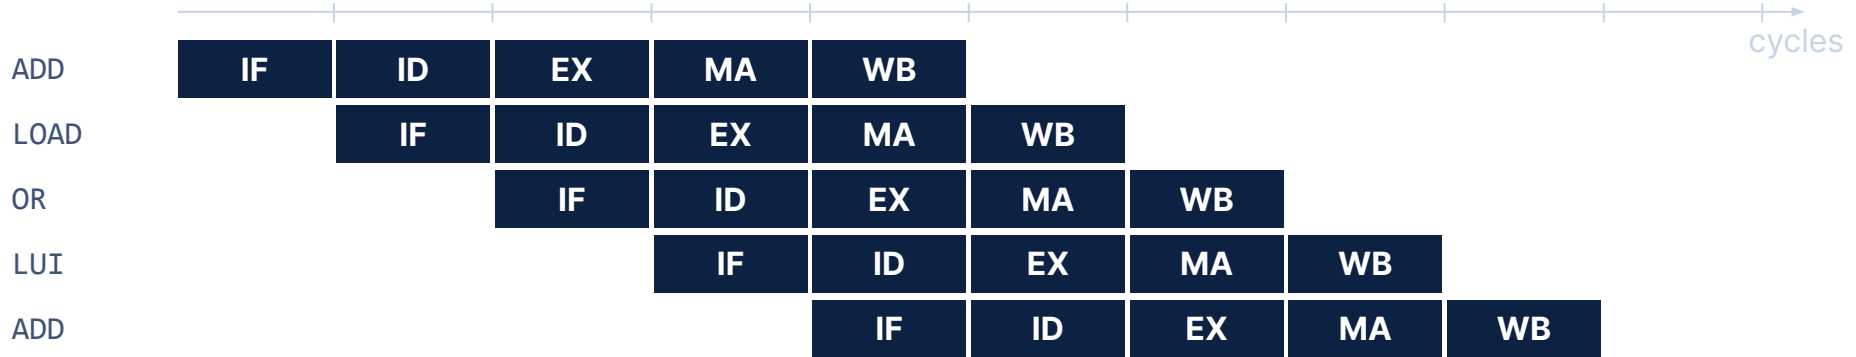 cycles
ADD IF ID EX MA WB
LOAD IF ID EX MA WB
OR IF ID EX MA WB
LUI IF ID EX MA WB
ADD IF ID EX MA WB